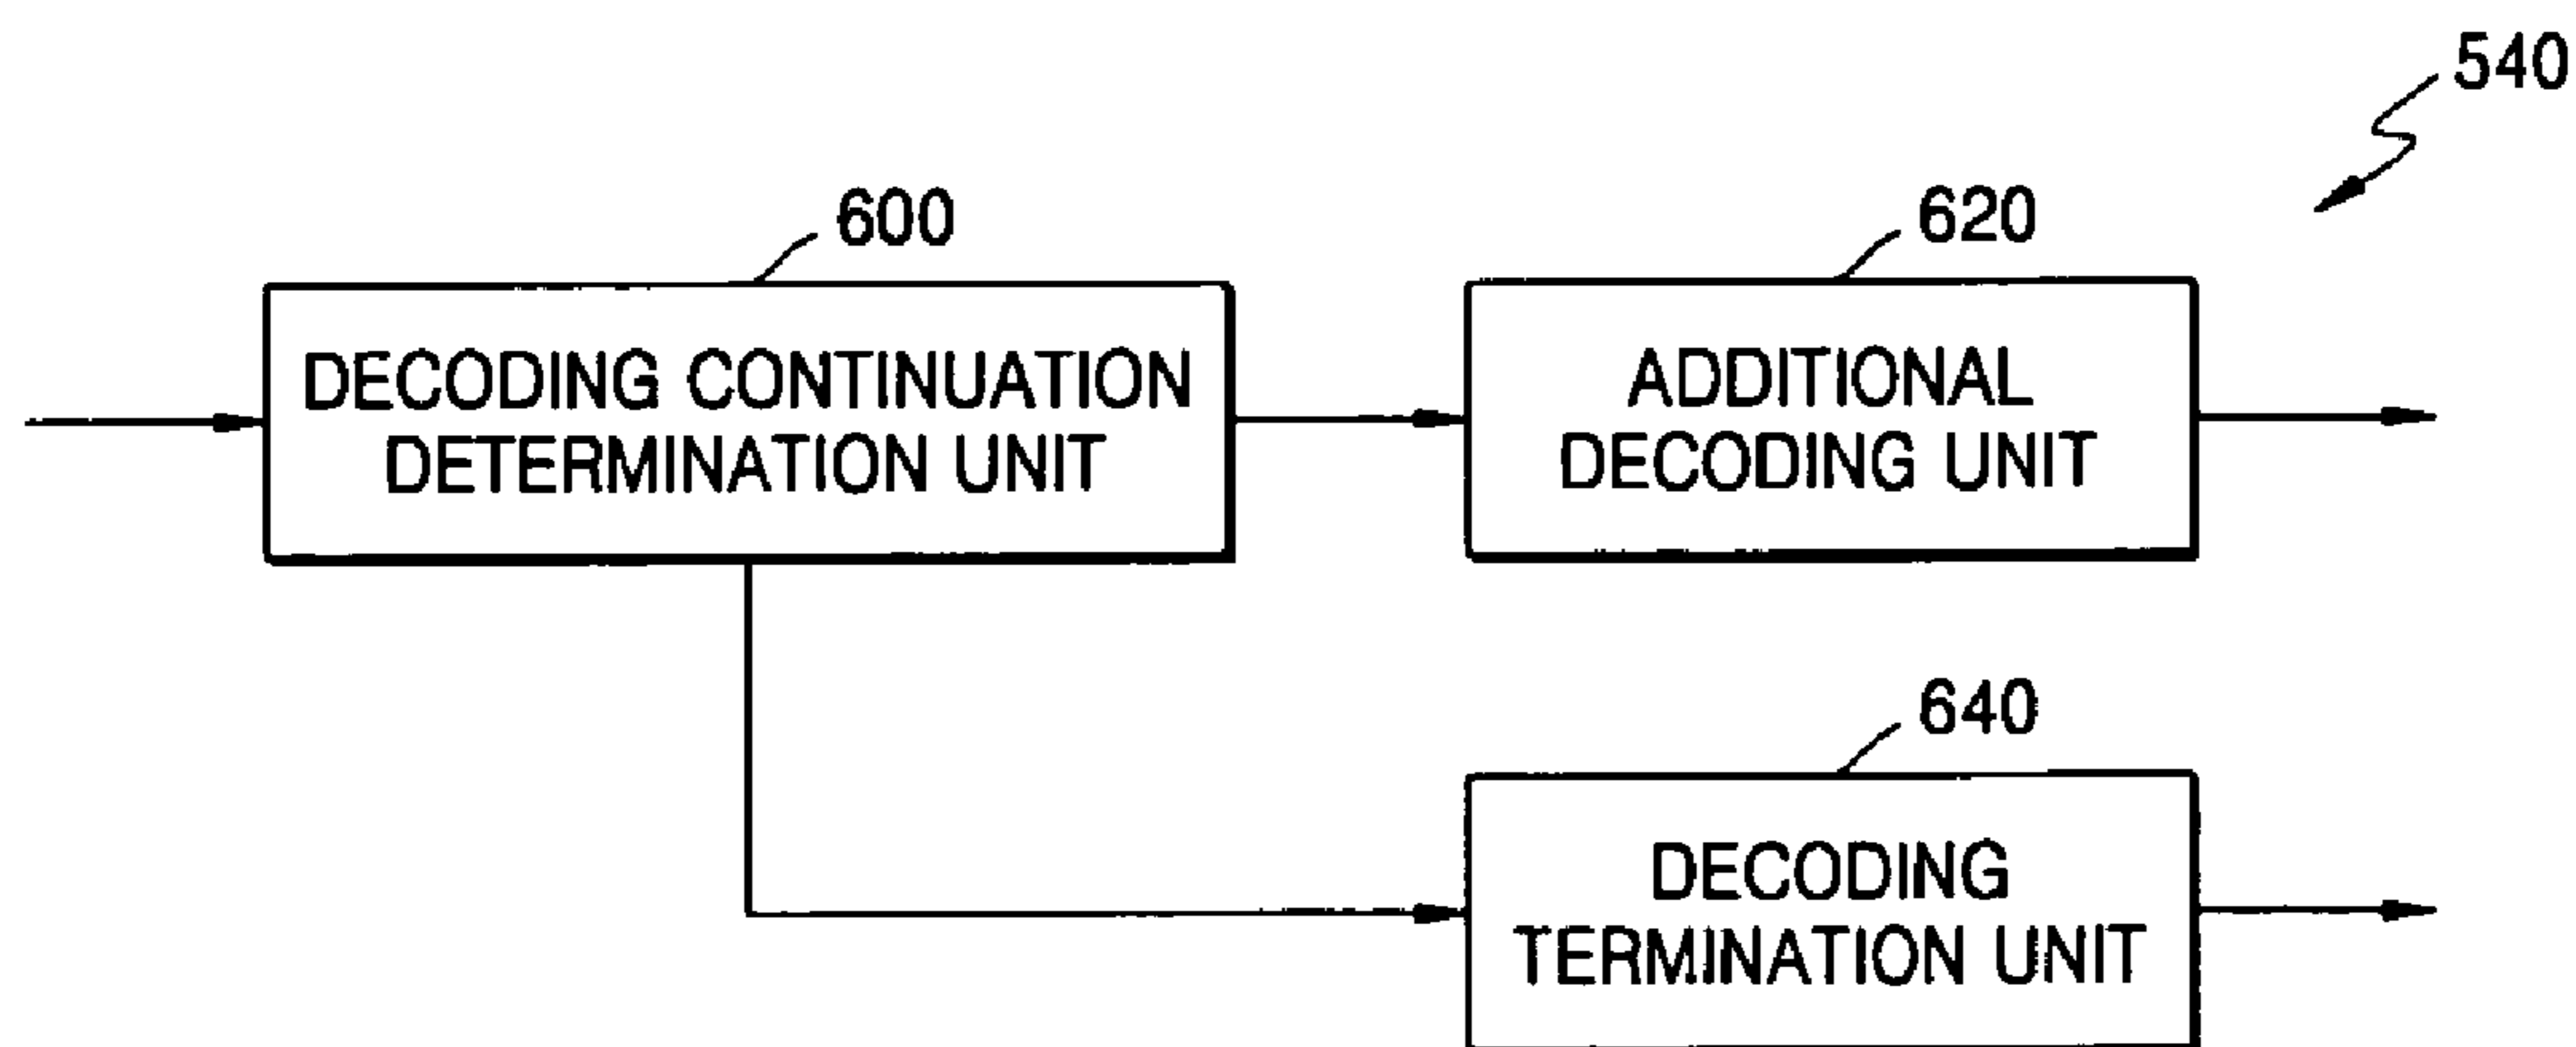 540
600
620
DECODING CONTINUATION
DETERMINATION UNIT
ADDITIONAL
DECODING UNIT
640
DECODING
TERMINATION UNIT